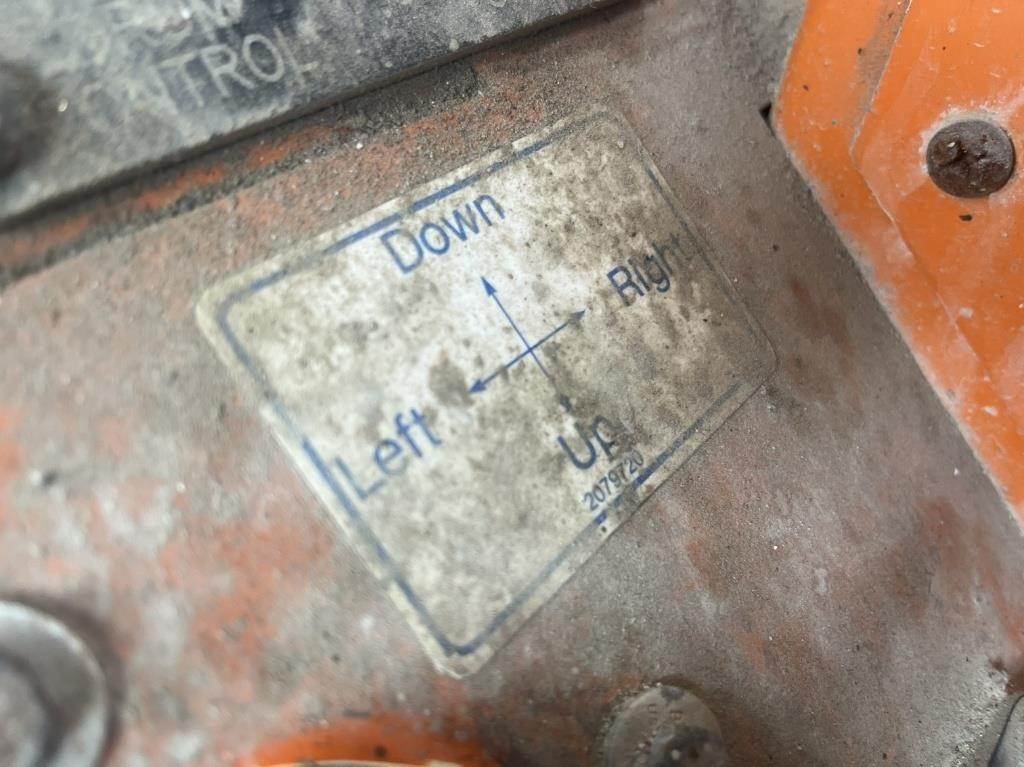 CONTROL
Down
Right
Left
Up
2079720